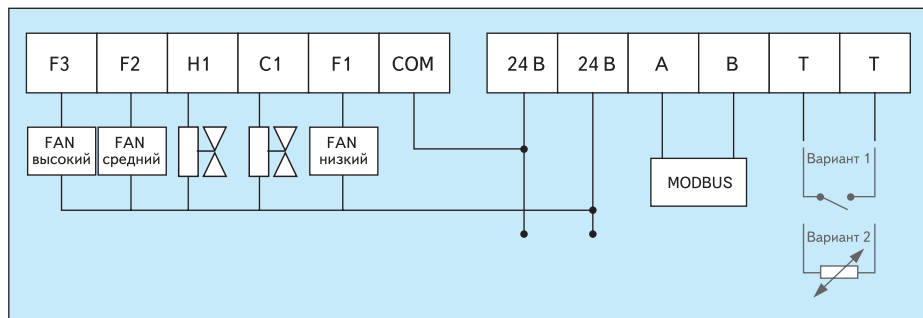 F3 F2 H1 C1 F1 COM 24 В 24 В A B T T
FAN
высокий
FAN
средний
FAN
низкий
MODBUS
Вариант 1
Вариант 2